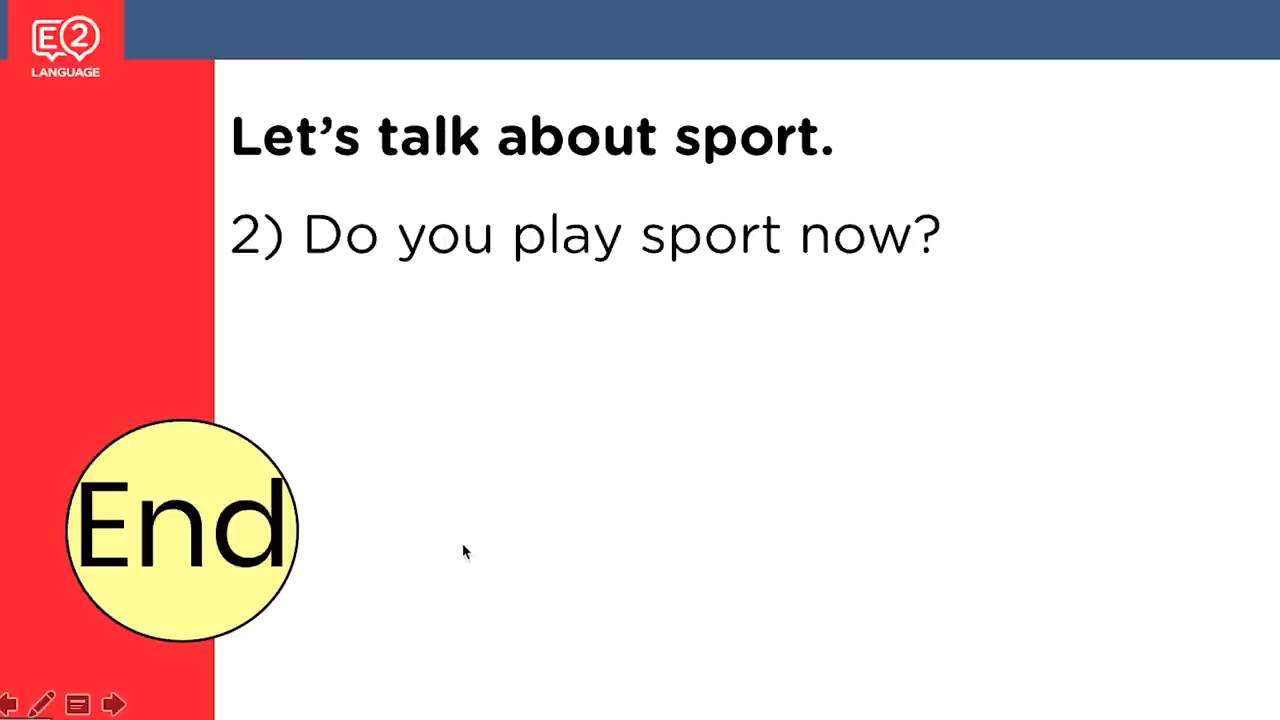 E2
LANGUAGE
Let’s talk about sport.
2) Do you play sport now?
End